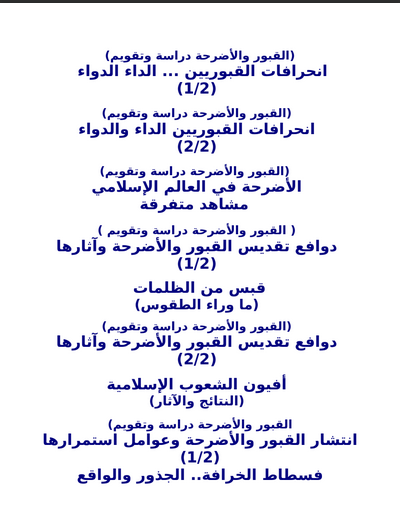 (القبور والأضرحة دراسة وتقويم)
انحرافات القبوريين ... الداء الدواء
(1/2)
(القبور والأضرحة دراسة وتقويم)
انحرافات القبوريين الداء والدواء
(2/2)
(القبور والأضرحة دراسة وتقويم)
الأضرحة في العالم الإسلامي
مشاهد متفرقة
( القبور والأضرحة دراسة وتقويم )
دوافع تقديس القبور والأضرحة وآثارها
(1/2)
قبس من الظلمات
(ما وراء الطقوس)
(القبور والأضرحة دراسة وتقويم)
دوافع تقديس القبور والأضرحة وآثارها
(2/2)
أفيون الشعوب الإسلامية
(النتائج والآثار)
القبور والأضرحة دراسة وتقويم)
انتشار القبور والأضرحة وعوامل استمرارها
(1/2)
فسطاط الخرافة.. الجذور والواقع